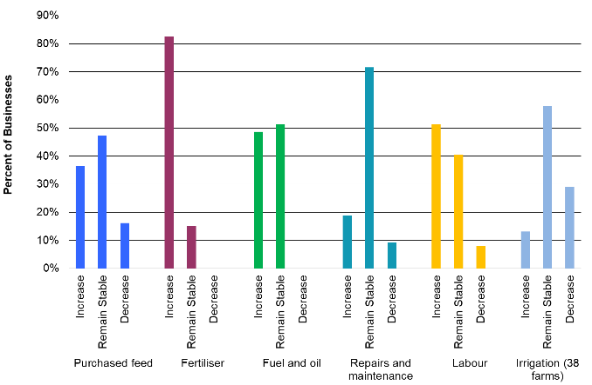 90%
80%
70%
60%
50%
40%
30%
20%
10%
0%
Percent of Businesses
Increase
Remain Stable
Decrease
Increase
Remain Stable
Decrease
Increase
Remain Stable
Decrease
Increase
Remain Stable
Decrease
Increase
Remain Stable
Decrease
Increase
Remain Stable
Decrease
Purchased feed
Fertiliser
Fuel and oil
Repairs and
maintenance
Labour
Irrigation (38
farms)